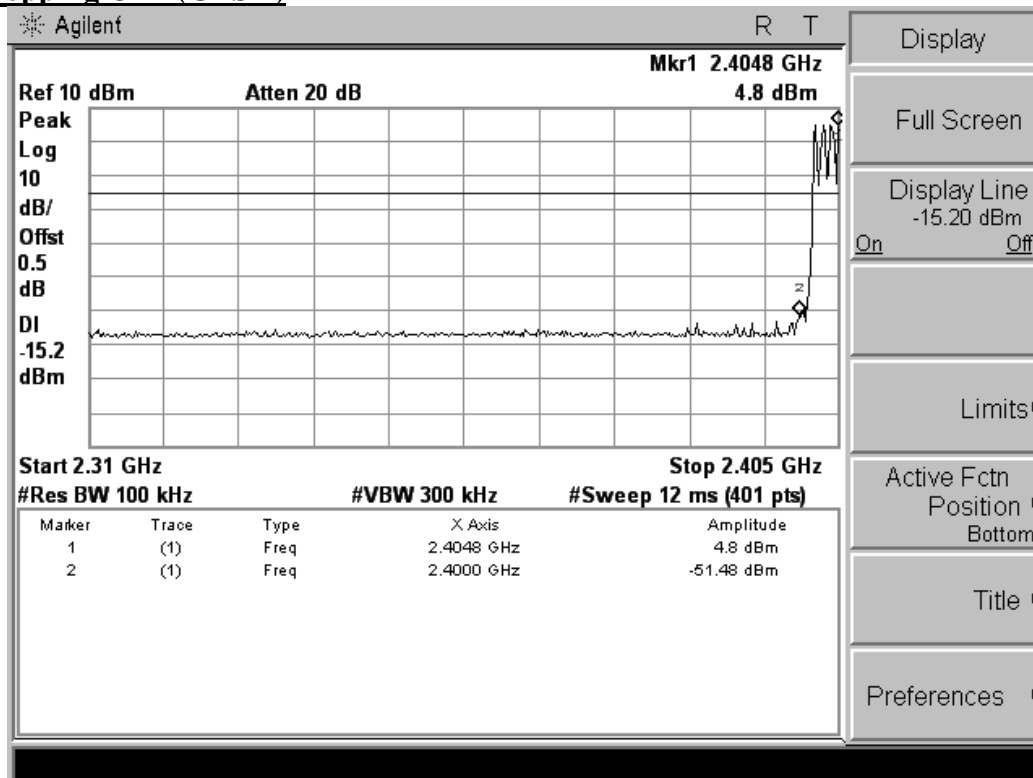 Agilent R T
Mkr1 2.4048 GHz
Ref 10 dBm Atten 20 dB 4.8 dBm
Peak
Log
10
dB/
Offst
0.5
dB
DI
-15.2
dBm
2
Start 2.31 GHz Stop 2.405 GHz
#Res BW 100 kHz #VBW 300 kHz #Sweep 12 ms (401 pts)
Marker Trace Type X Axis Amplitude
1 (1) Freq 2.4048 GHz 4.8 dBm
2 (1) Freq 2.4000 GHz -51.48 dBm
Display
Full Screen
Display Line
-15.20 dBm
On Off
Limits
Active Fctn
Position
Bottom
Title
Preferences